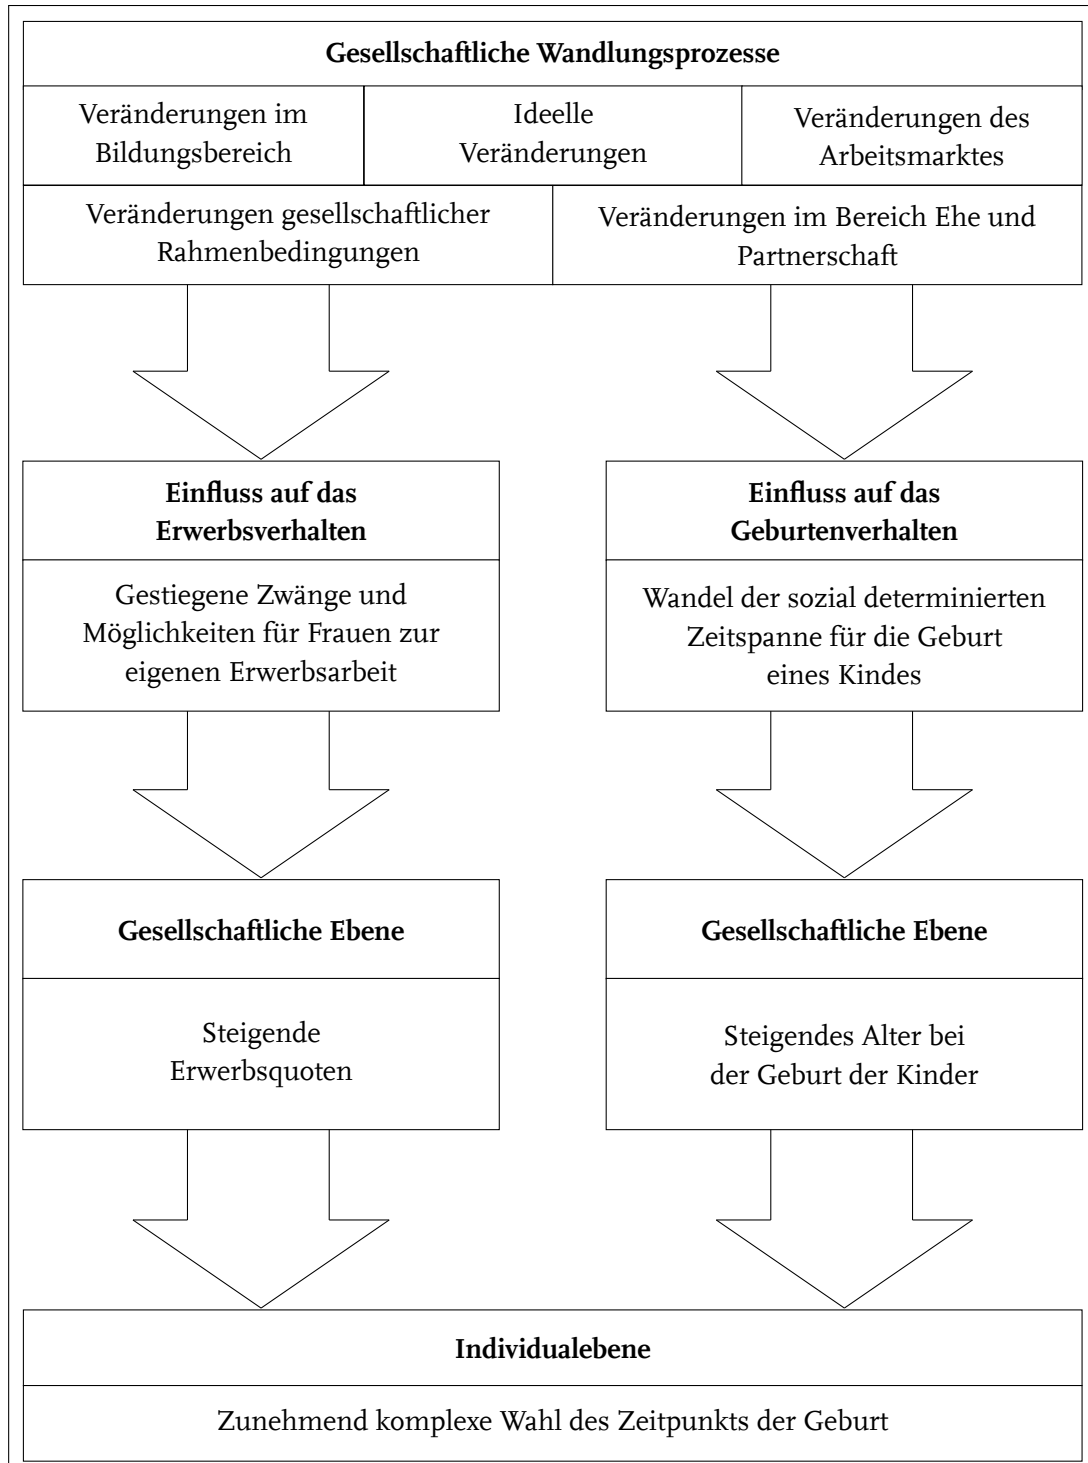 Gesellschaftliche Wandlungsprozesse
Veränderungen im
Bildungsbereich
Ideelle
Veränderungen
Veränderungen des
Arbeitsmarktes
Veränderungen gesellschaftlicher
Rahmenbedingungen
Veränderungen im Bereich Ehe und
Partnerschaft
Einfluss auf das
Erwerbsverhalten
Gestiegene Zwänge und
Möglichkeiten für Frauen zur
eigenen Erwerbsarbeit
Einfluss auf das
Geburtenverhalten
Wandel der sozial determinierten
Zeitspanne für die Geburt
eines Kindes
Gesellschaftliche Ebene
Steigende
Erwerbsquoten
Gesellschaftliche Ebene
Steigendes Alter bei
der Geburt der Kinder
Individualebene
Zunehmend komplexe Wahl des Zeitpunkts der Geburt